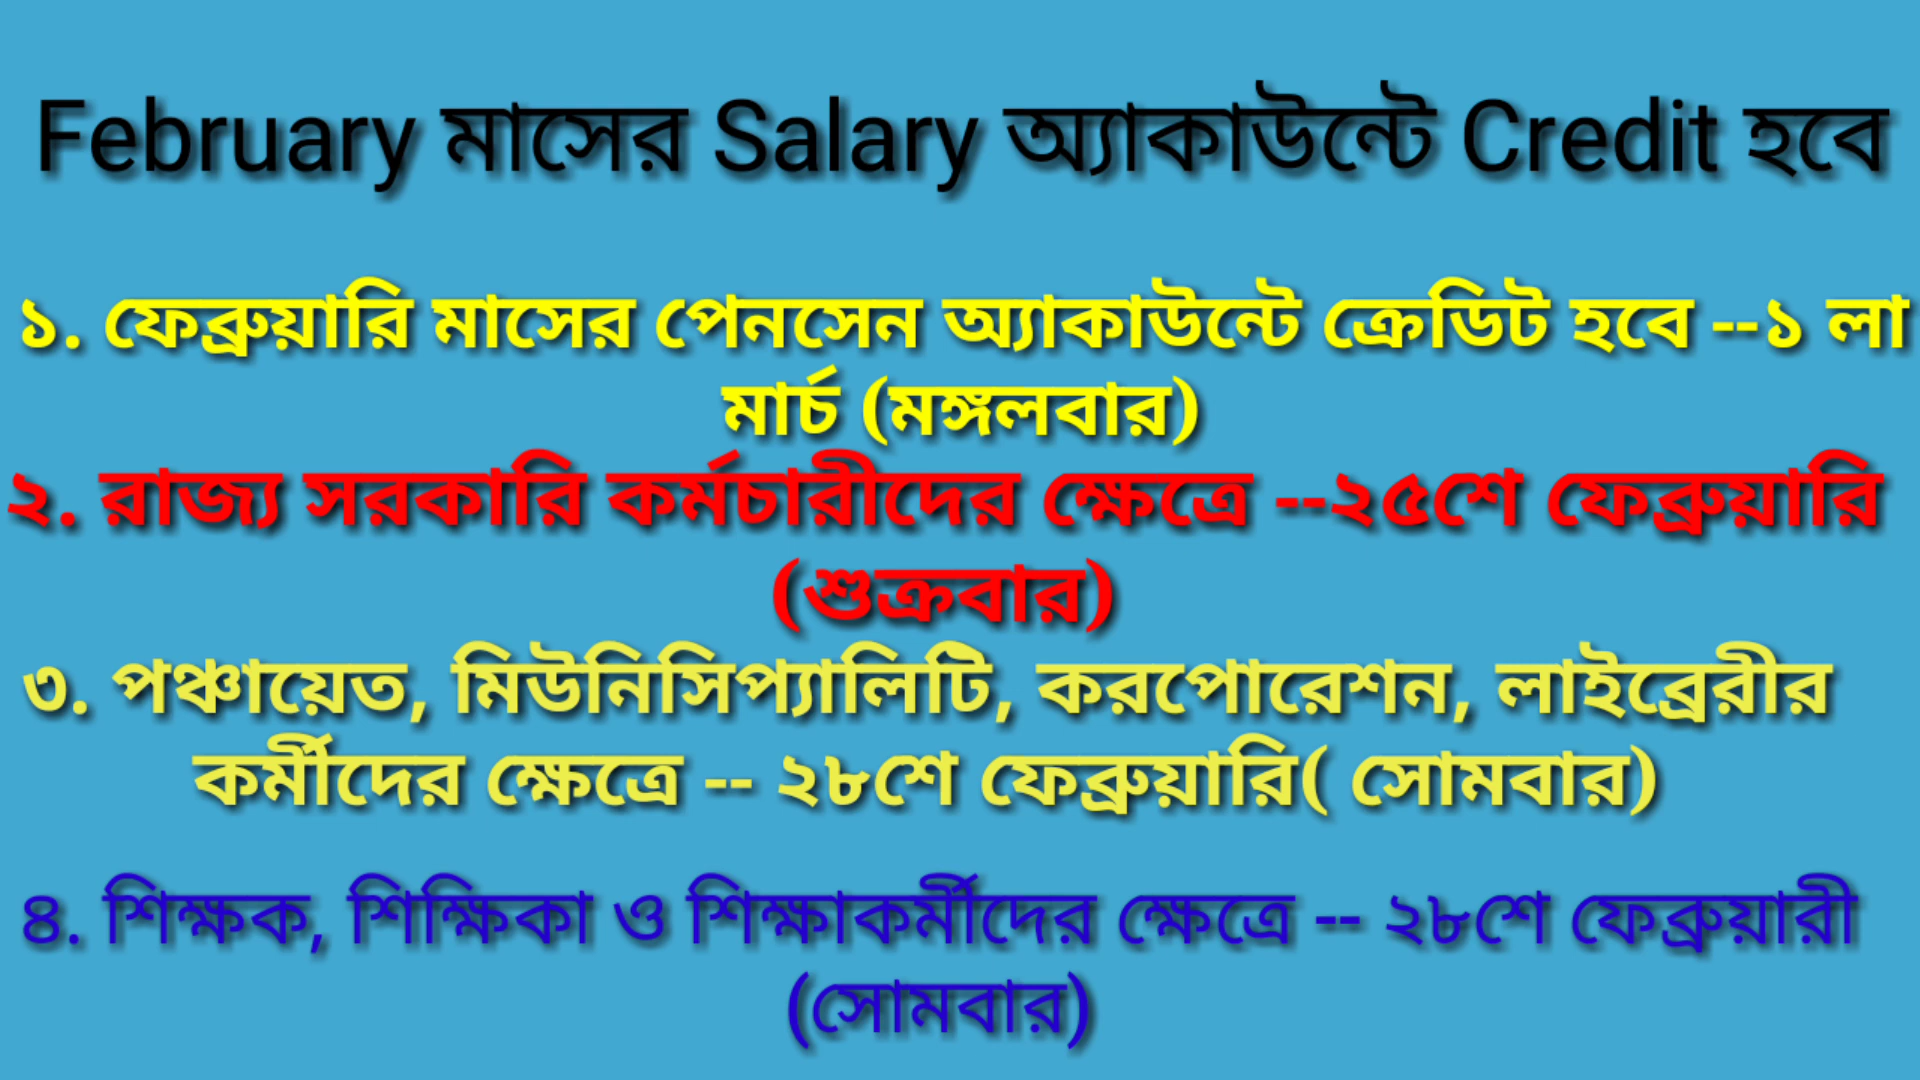 February মাসের Salary অ্যাকাউন্টে Credit হবে
১. ফেব্রুয়ারি মাসের পেনসেন অ্যাকাউন্টে ক্রেডিট হবে --১ লা
মার্চ (মঙ্গলবার)
২. রাজ্য সরকারি কর্মচারীদের ক্ষেত্রে --২৫শে ফেব্রুয়ারি
(শুক্রবার)
৩. পঞ্চায়েত, মিউনিসিপ্যালিটি, করপোরেশন, লাইব্রেরীর
কর্মীদের ক্ষেত্রে -- ২৮শে ফেব্রুয়ারি( সোমবার)
৪. শিক্ষক, শিক্ষিকা ও শিক্ষাকর্মীদের ক্ষেত্রে -- ২৮শে ফেব্রুয়ারী
(সোমবার)